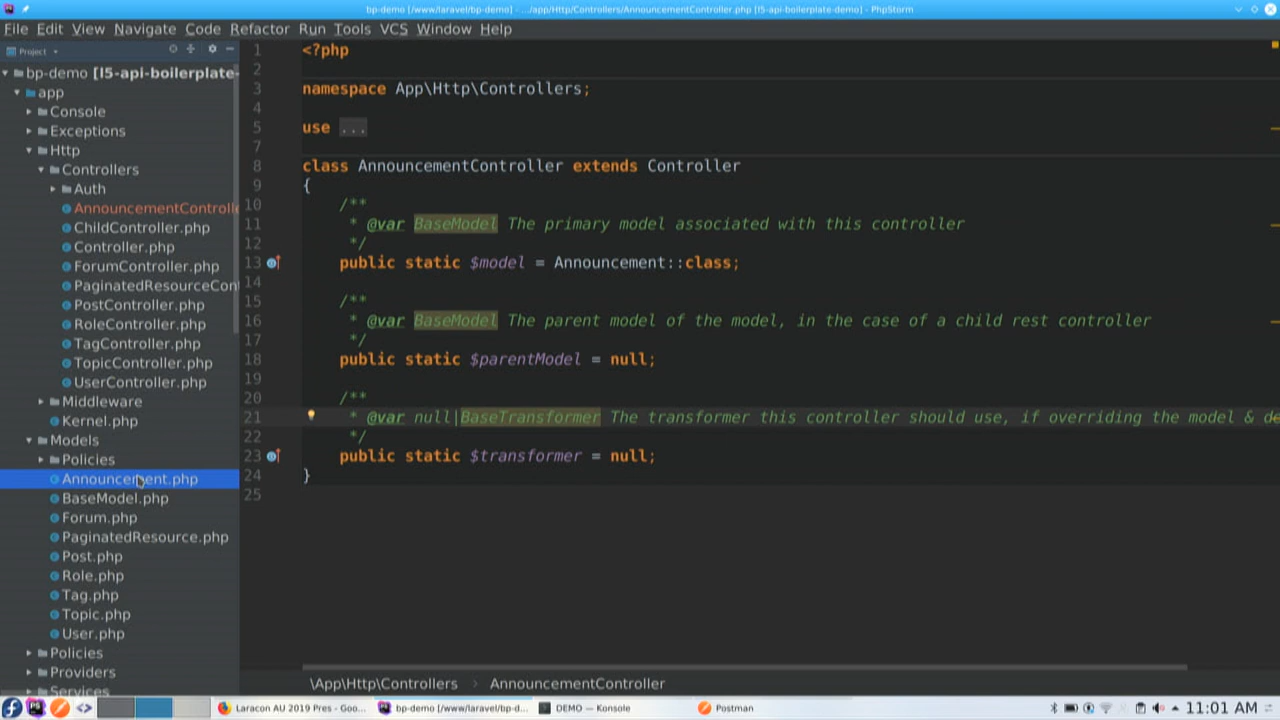 bp-demo [/www/laravel/bp-demo] - .../app/Http/Controllers/AnnouncementController.php [l5-api-boilerplate-demo] - PhpStorm
File Edit View Navigate Code Refactor Run Tools VCS Window Help
Project
bp-demo [l5-api-boilerplate-
app
Console
Exceptions
Http
Controllers
Auth
AnnouncementControll
ChildController.php
Controller.php
ForumController.php
PaginatedResourceCon
PostController.php
RoleController.php
TagController.php
TopicController.php
UserController.php
Middleware
Kernel.php
Models
Policies
Announcement.php
BaseModel.php
Forum.php
PaginatedResource.php
Post.php
Role.php
Tag.php
Topic.php
User.php
Policies
Providers
Services
1 <?php
2
3 namespace App\Http\Controllers;
4
5 use ...
7
8 class AnnouncementController extends Controller
9 {
10 /**
11 * @var BaseModel The primary model associated with this controller
12 */
13 public static $model = Announcement::class;
14
15 /**
16 * @var BaseModel The parent model of the model, in the case of a child rest controller
17 */
18 public static $parentModel = null;
19
20 /**
21 * @var null|BaseTransformer The transformer this controller should use, if overriding the model & de
22 */
23 public static $transformer = null;
24 }
25
\App\Http\Controllers › AnnouncementController
PS Laracon AU 2019 Pres - Goo... bp-demo [/www/laravel/bp-d... DEMO — Konsole Postman 11:01 AM